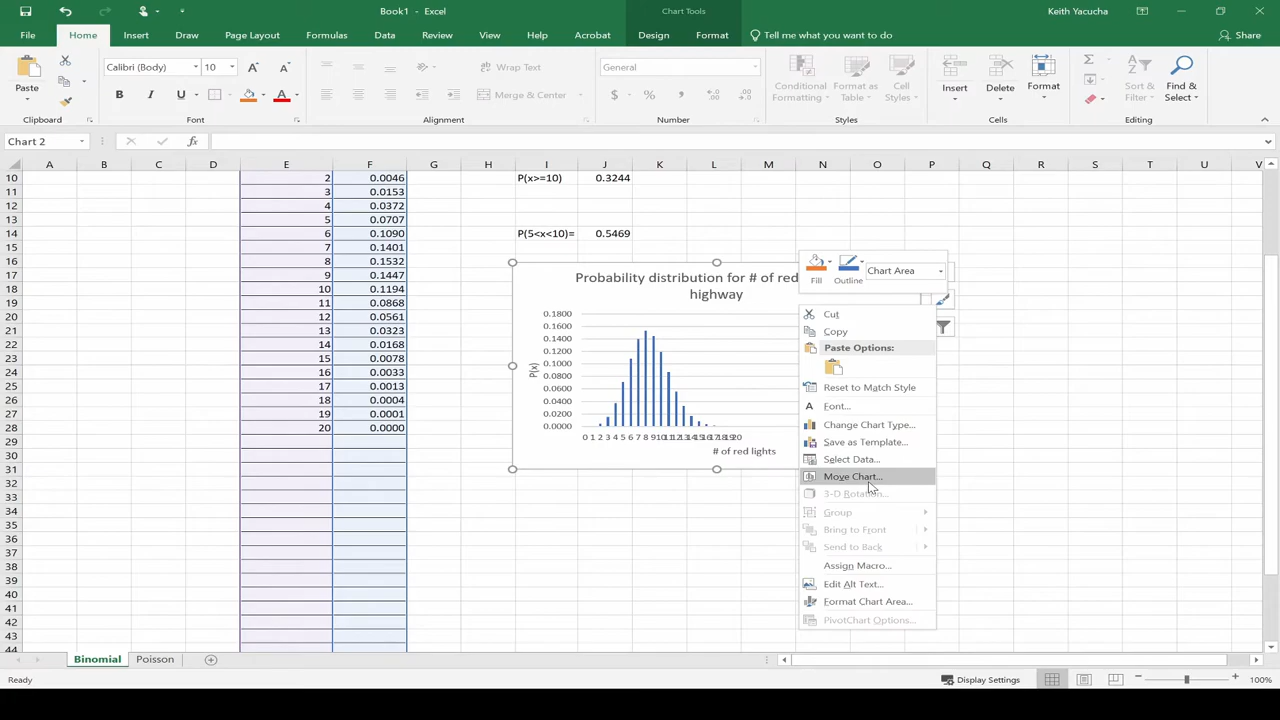 Book1 - Excel
Chart Tools
Keith Yacucha
File Home Insert Draw Page Layout Formulas Data Review View Help Acrobat Design Format Tell me what you want to do Share
Paste
Calibri (Body) 10
B I U
Wrap Text
Merge & Center
General
$ % ,
Conditional Formatting
Format as Table
Cell Styles
Insert
Delete
Format
Sort & Filter
Find & Select
Clipboard Font Alignment Number Styles Cells Editing
Chart 2 fx
A B C D E F G H I J K L M N O P Q R S T U V
10 2 0.0046 P(x>=10) 0.3244
11 3 0.0153
12 4 0.0372
13 5 0.0707
14 6 0.1090 P(5<x<10)= 0.5469
15 7 0.1401
16 8 0.1532
17 9 0.1447
18 10 0.1194
19 11 0.0868
20 12 0.0561
21 13 0.0323
22 14 0.0168
23 15 0.0078
24 16 0.0033
25 17 0.0013
26 18 0.0004
27 19 0.0001
28 20 0.0000
29
30
31
32
33
34
35
36
37
38
39
40
41
42
43
44
Probability distribution for # of red
highway
0.1800
0.1600
0.1400
0.1200
0.1000
0.0800
0.0600
0.0400
0.0200
0.0000
P(x)
0 1 2 3 4 5 6 7 8 9 10 11 12 13 14 15 16 17 18 19 20
# of red lights
Fill
Outline
Chart Area
Cut
Copy
Paste Options:
Reset to Match Style
Font...
Change Chart Type...
Save as Template...
Select Data...
Move Chart...
3-D Rotation...
Group
Bring to Front
Send to Back
Assign Macro...
Edit Alt Text...
Format Chart Area...
PivotChart Options...
Binomial Poisson
Ready
Display Settings
100%